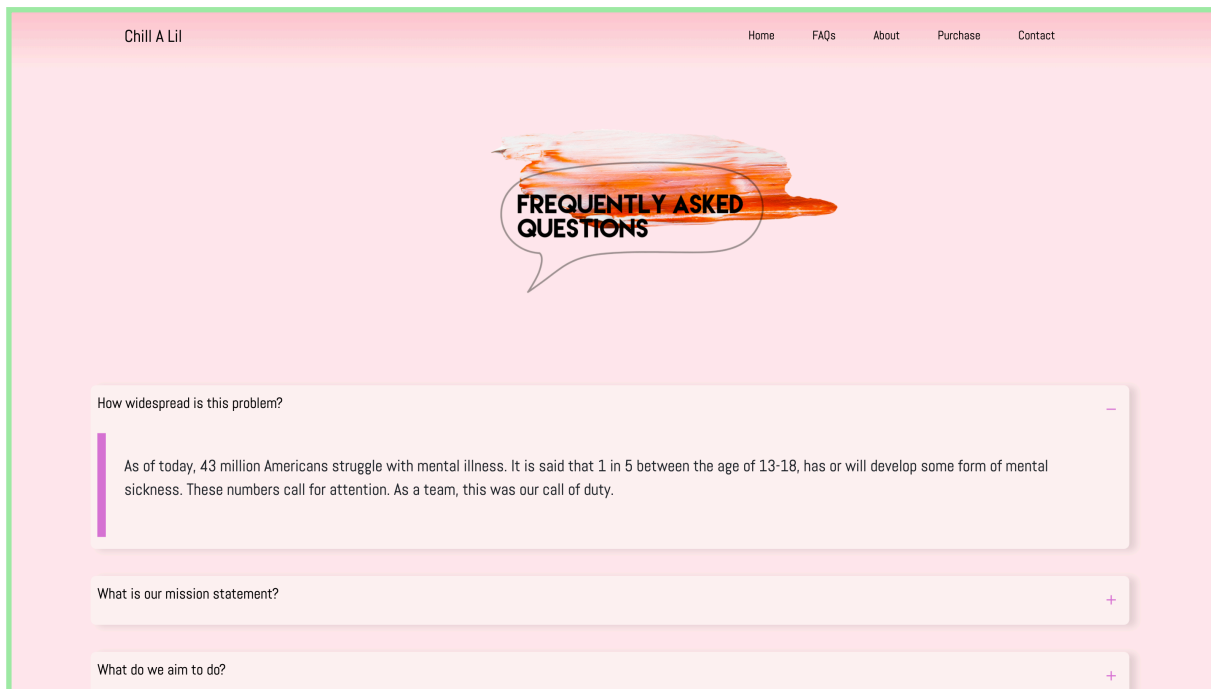 Chill A Lil
Home FAQs About Purchase Contact
FREQUENTLY ASKED
QUESTIONS
How widespread is this problem?
As of today, 43 million Americans struggle with mental illness. It is said that 1 in 5 between the age of 13-18, has or will develop some form of mental
sickness. These numbers call for attention. As a team, this was our call of duty.
What is our mission statement?
What do we aim to do?